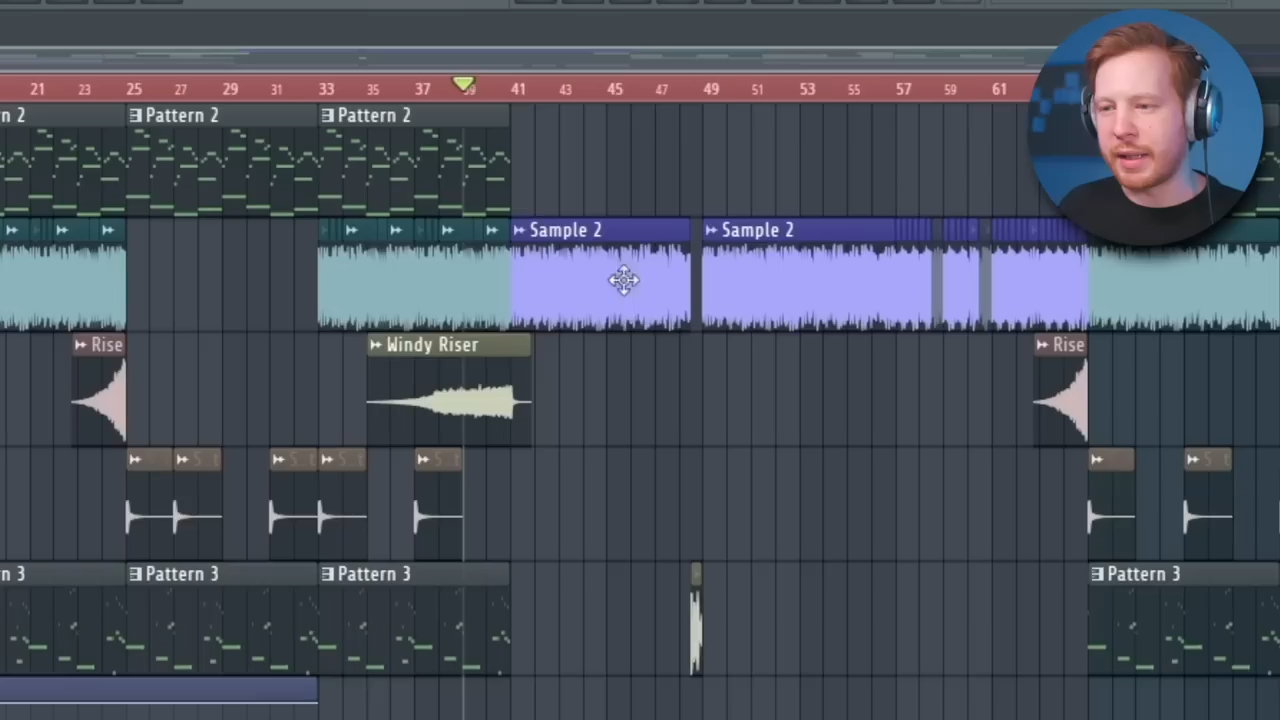 21 23 25 27 29 31 33 35 37 39 41 43 45 47 49 51 53 55 57 59 61
n 2 Pattern 2 Pattern 2
Sample 2 Sample 2
Rise Windy Riser Rise
n 3 Pattern 3 Pattern 3 Pattern 3